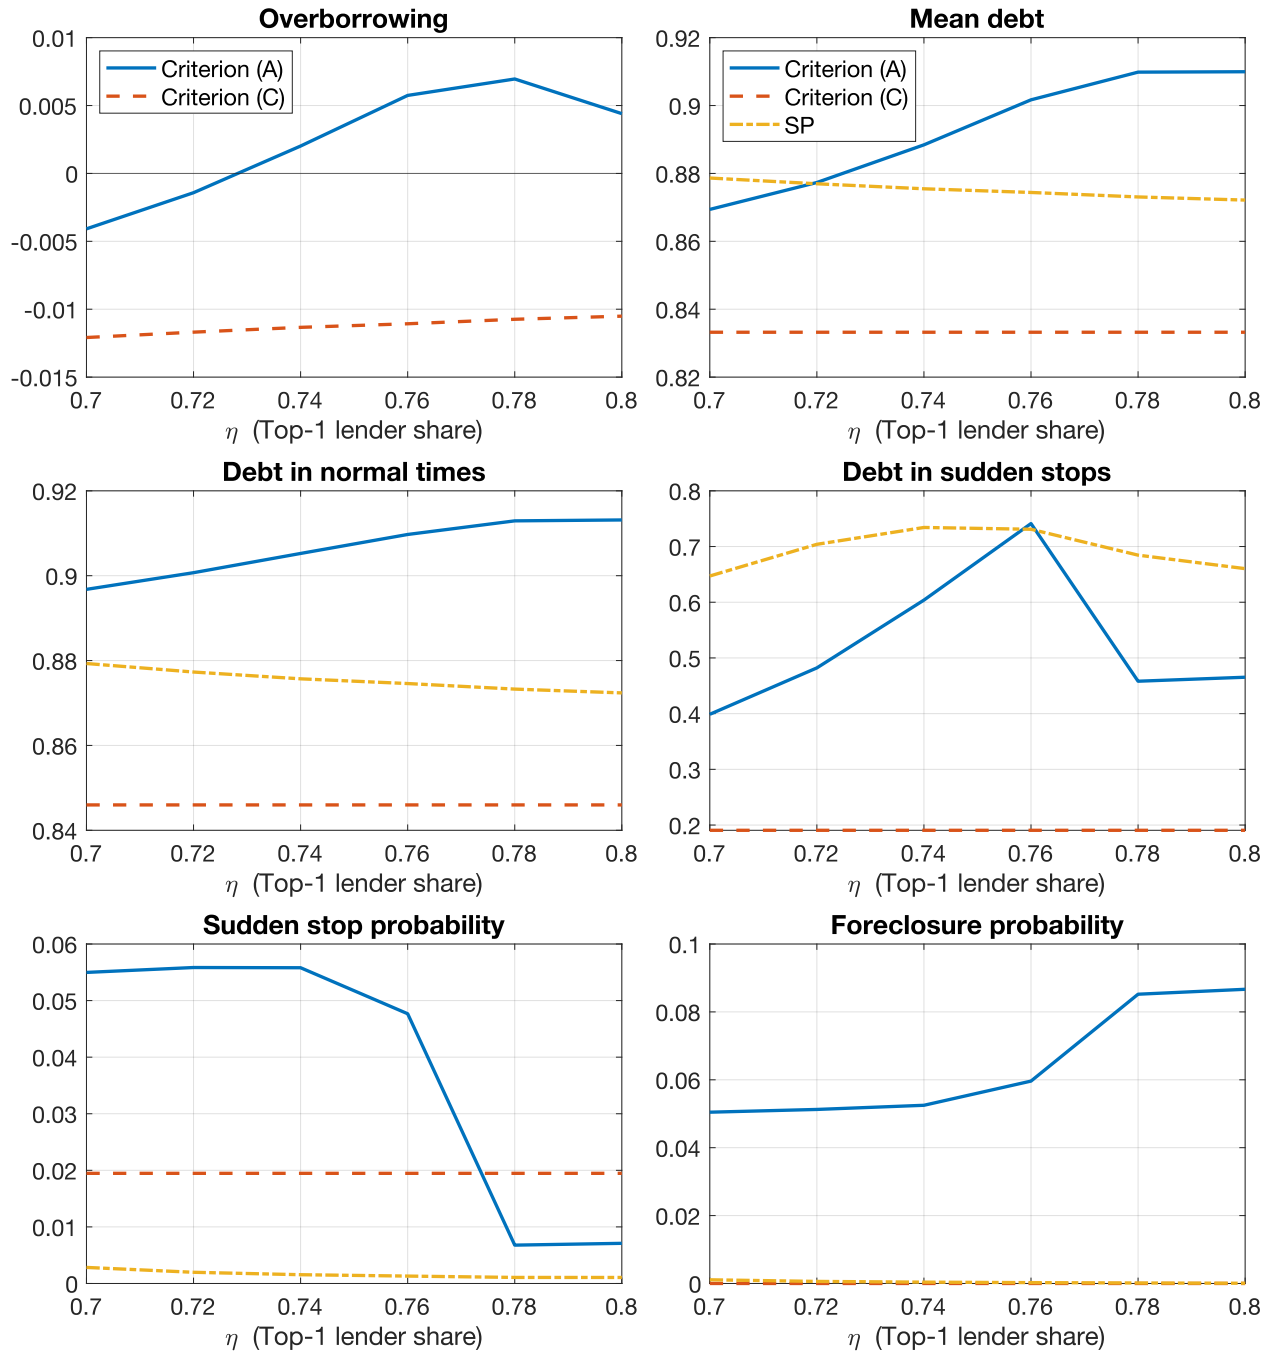 Overborrowing
0.01
0.005
0
-0.005
-0.01
-0.015
Criterion (A)
Criterion (C)
0.7 0.72 0.74 0.76 0.78 0.8
η (Top-1 lender share)
Mean debt
0.92
0.9
0.88
0.86
0.84
0.82
Criterion (A)
Criterion (C)
SP
0.7 0.72 0.74 0.76 0.78 0.8
η (Top-1 lender share)
Debt in normal times
0.92
0.9
0.88
0.86
0.84
0.7 0.72 0.74 0.76 0.78 0.8
η (Top-1 lender share)
Debt in sudden stops
0.8
0.7
0.6
0.5
0.4
0.3
0.2
0.7 0.72 0.74 0.76 0.78 0.8
η (Top-1 lender share)
Sudden stop probability
0.06
0.05
0.04
0.03
0.02
0.01
0
0.7 0.72 0.74 0.76 0.78 0.8
η (Top-1 lender share)
Foreclosure probability
0.1
0.08
0.06
0.04
0.02
0
0.7 0.72 0.74 0.76 0.78 0.8
η (Top-1 lender share)